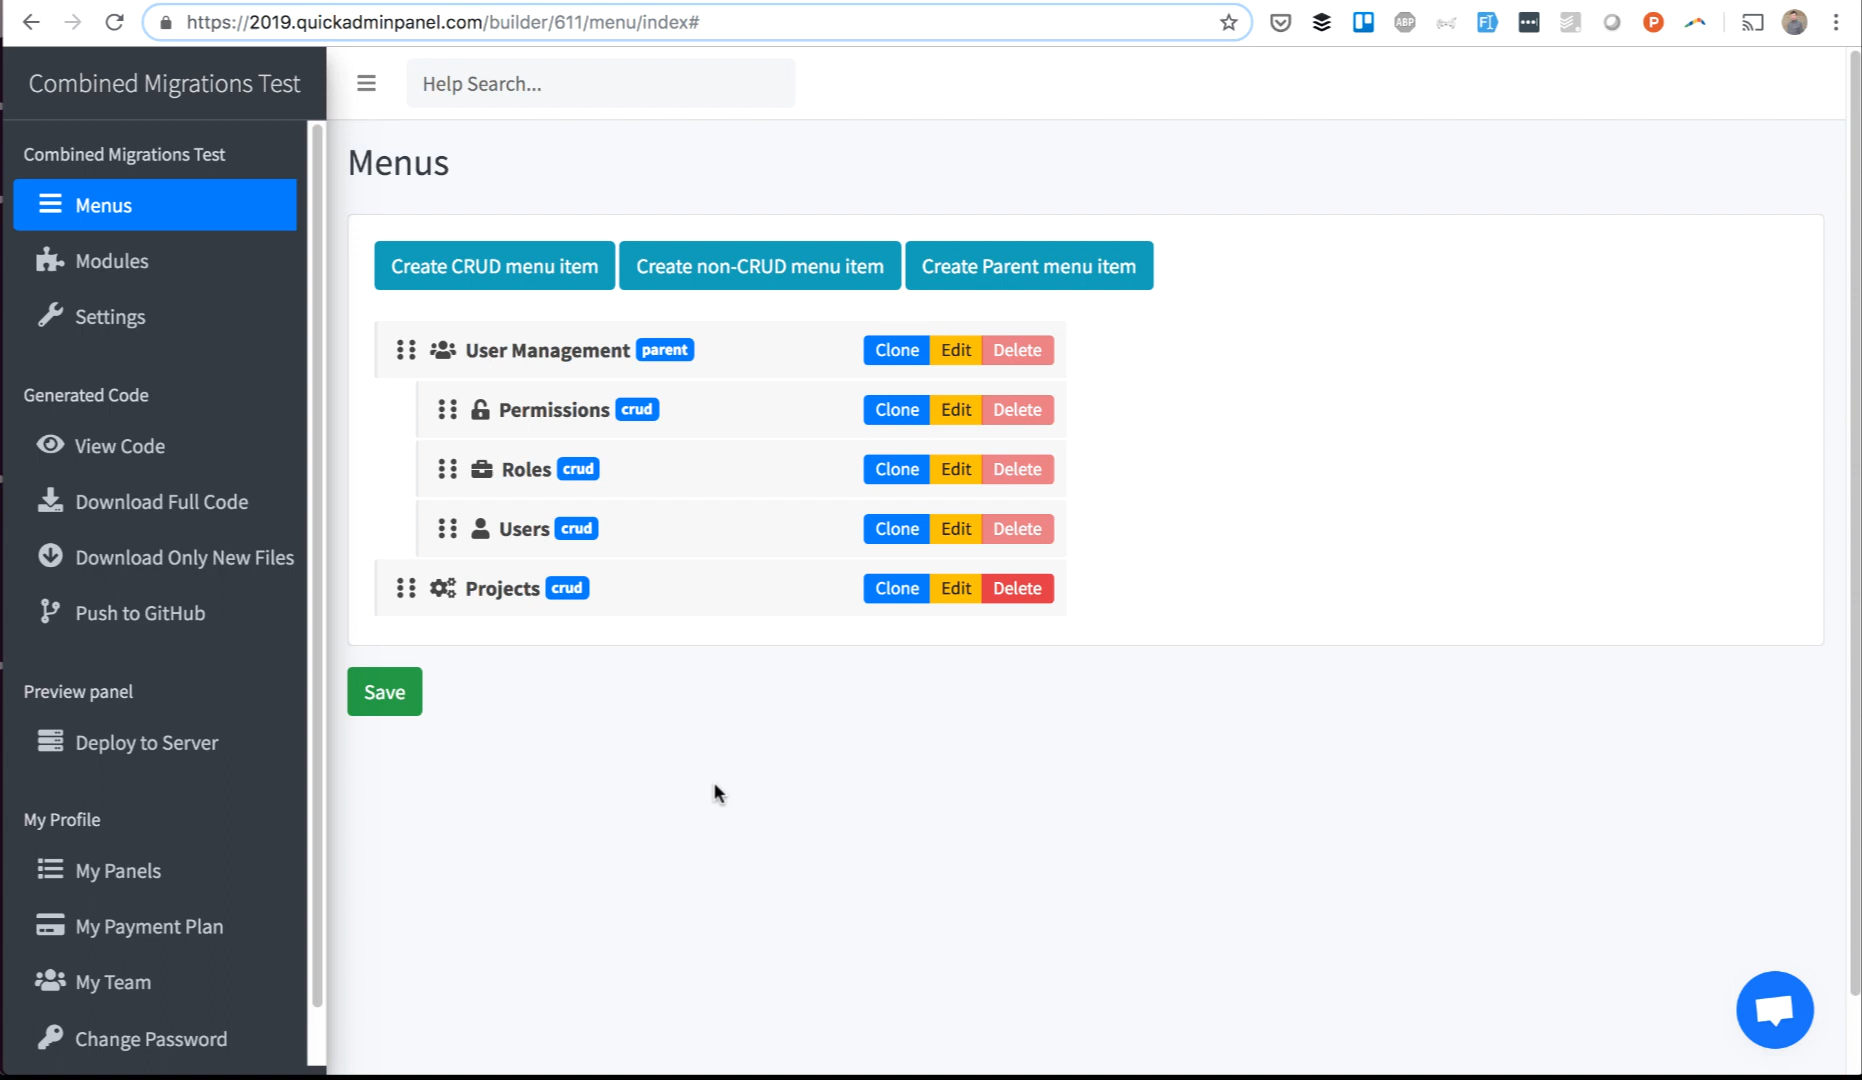 https://2019.quickadminpanel.com/builder/611/menu/index#
ABP
P
Combined Migrations Test
Help Search...
Combined Migrations Test
Menus
Modules
Settings
Generated Code
View Code
Download Full Code
Download Only New Files
Push to GitHub
Preview panel
Deploy to Server
My Profile
My Panels
My Payment Plan
My Team
Change Password
Menus
Create CRUD menu item Create non-CRUD menu item Create Parent menu item
User Management parent Clone Edit Delete
Permissions crud Clone Edit Delete
Roles crud Clone Edit Delete
Users crud Clone Edit Delete
Projects crud Clone Edit Delete
Save